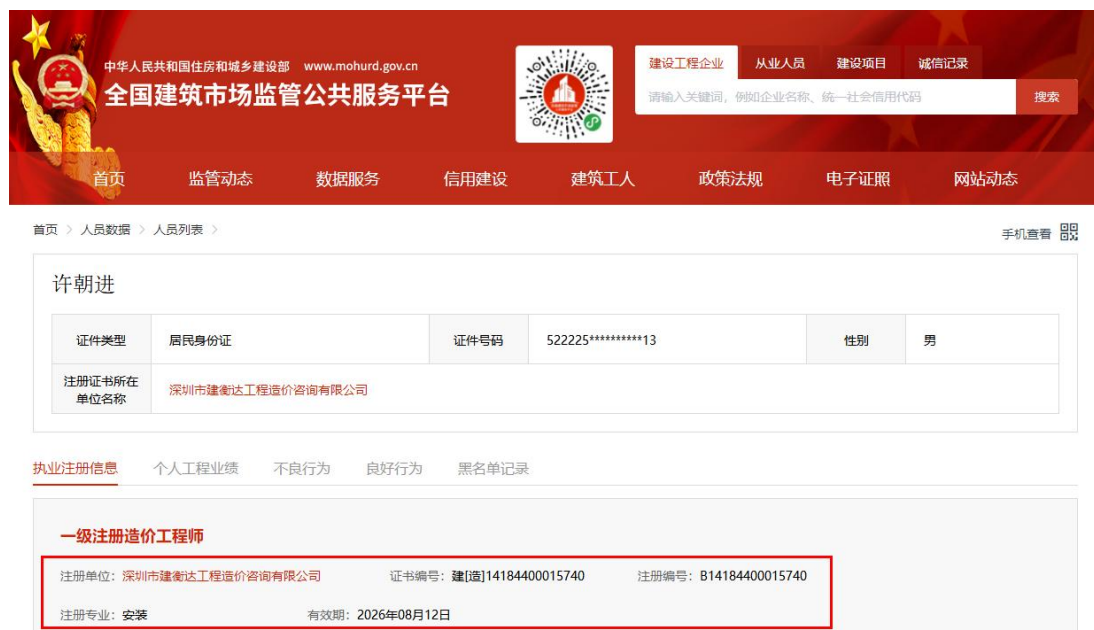 中华人民共和国住房和城乡建设部 www.mohurd.gov.cn
全国建筑市场监管公共服务平台
建设工程企业 从业人员 建设项目 诚信记录
请输入关键词，例如企业名称、统一社会信用代码 搜索
首页 监管动态 数据服务 信用建设 建筑工人 政策法规 电子证照 网站动态
首页 > 人员数据 > 人员列表 >
手机查看
许朝进
证件类型 居民身份证 证件号码 522225**********13 性别 男
注册证书所在
单位名称
深圳市建衡达工程造价咨询有限公司
执业注册信息 个人工程业绩 不良行为 良好行为 黑名单记录
一级注册造价工程师
注册单位：深圳市建衡达工程造价咨询有限公司 证书编号：建[造]14184400015740 注册编号：B14184400015740
注册专业：安装 有效期：2026年08月12日